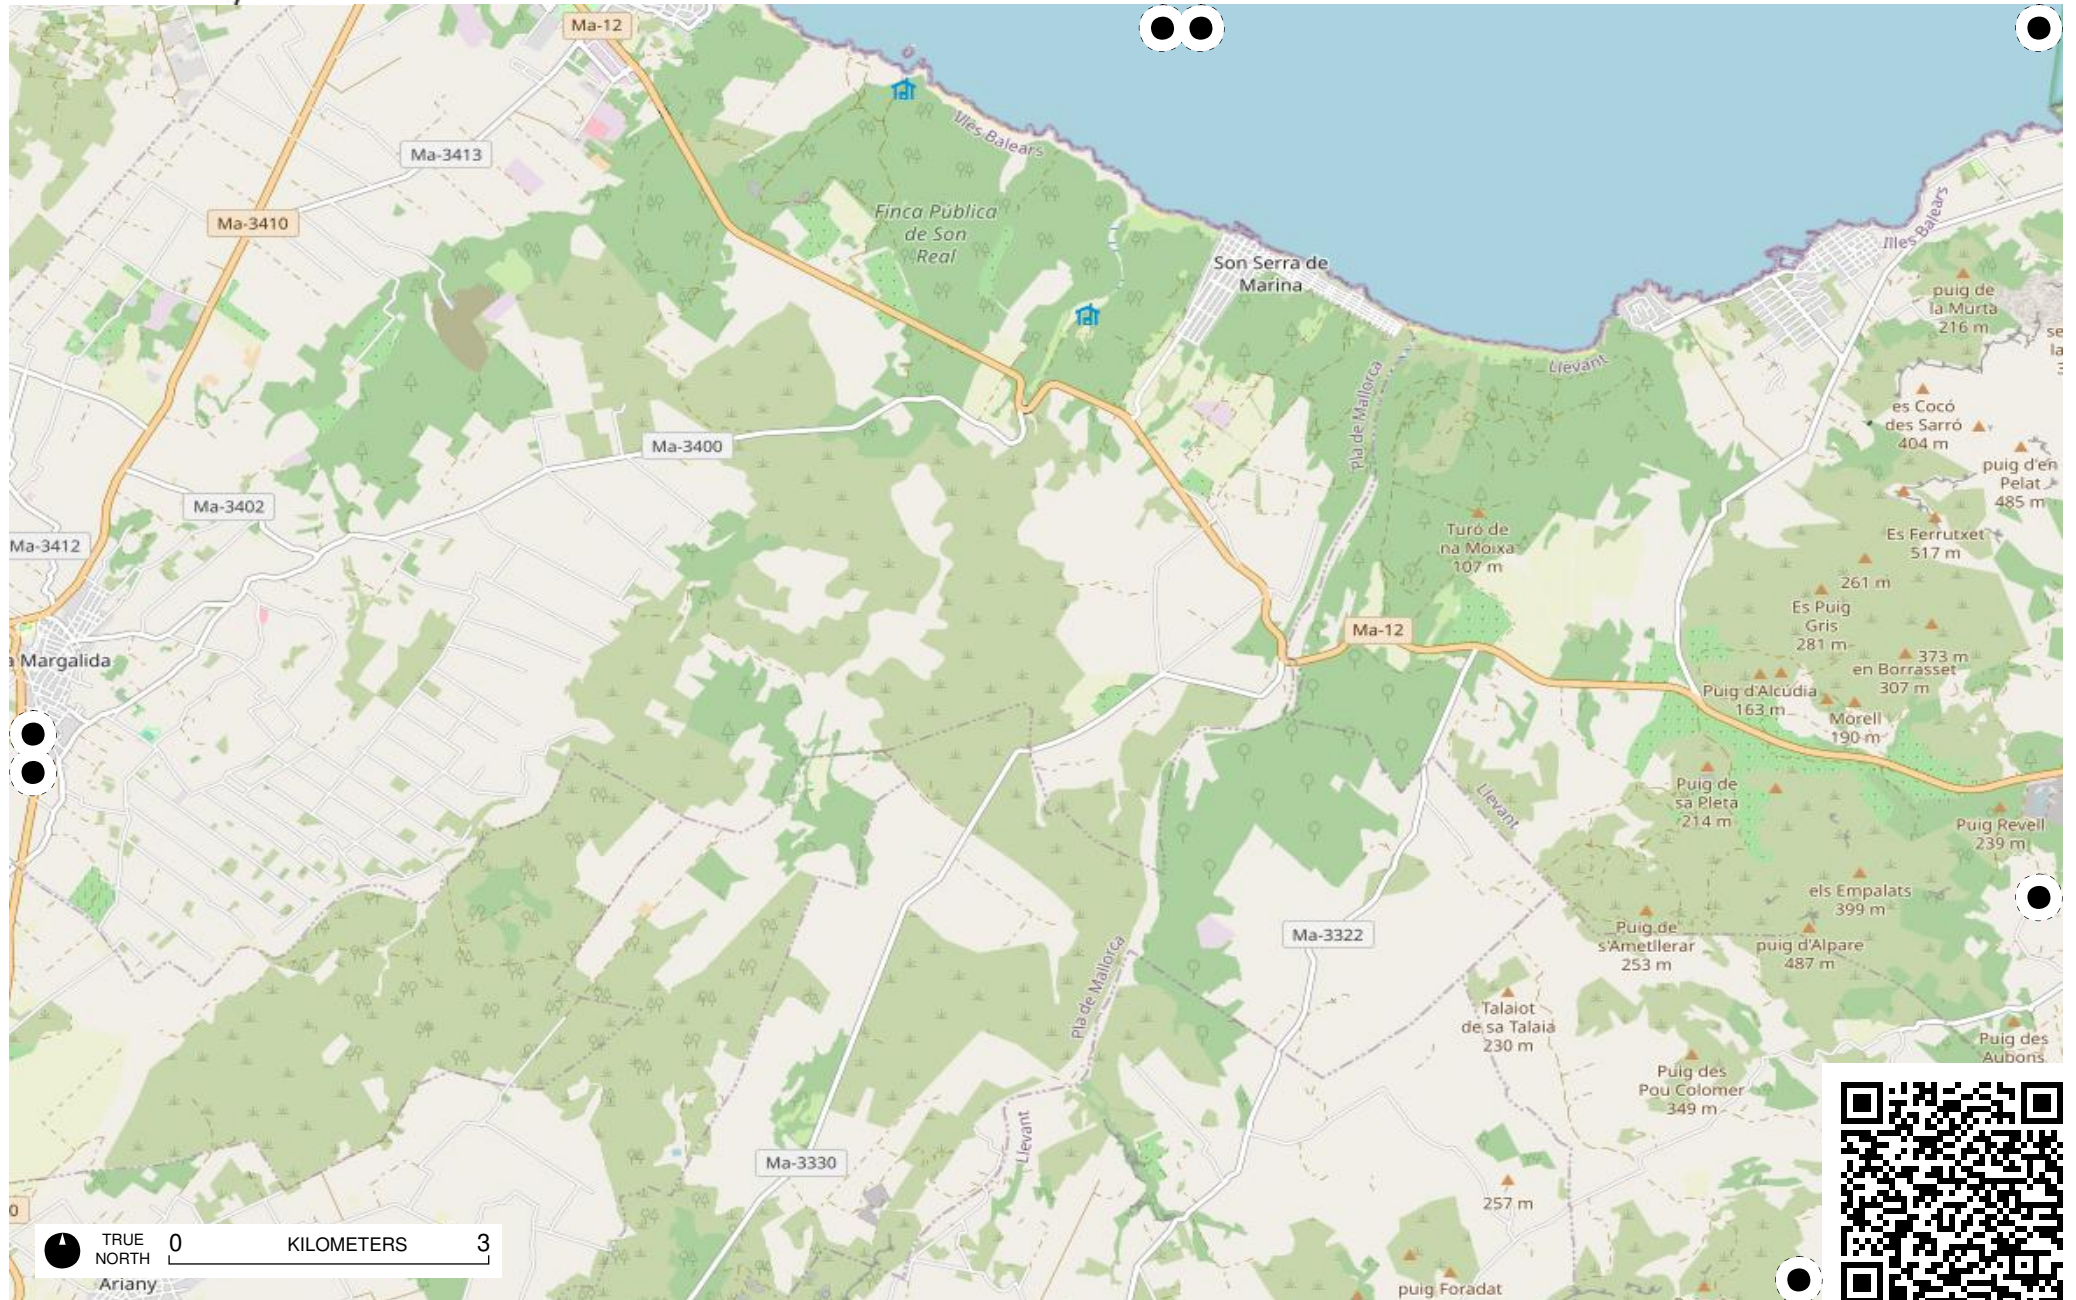 Ma-12
Ma-3413
Illes Balears
Ma-3410
Finca Pública
de Son
Real
Illes Balears
Son Serra de
Marina
puig de
la Murta
216 m
Llevant
Pla de Mallorca
es Cocó
des Sarró
404 m
Ma-3400
puig d'en
Pelat
485 m
Ma-3402
Turó de
na Moixa
107 m
Es Ferrutxet
517 m
Ma-3412
261 m
Es Puig
Gris
281 m
Ma-12
a Margalida
373 m
en Borrasset
307 m
Puig d'Alcúdia
163 m
Morell
190 m
Puig de
sa Pleta
214 m
Llevant
Puig Revell
239 m
els Empalats
399 m
Ma-3322
Puig de
s'Ametllerar
253 m
puig d'Alpare
487 m
Pla de Mallorca
Talaiot
de sa Talaia
230 m
Puig des
Aubons
Puig des
Pou Colomer
349 m
Llevant
Ma-3330
257 m
0
TRUE
NORTH
0 KILOMETERS 3
Ariany
puig Foradat